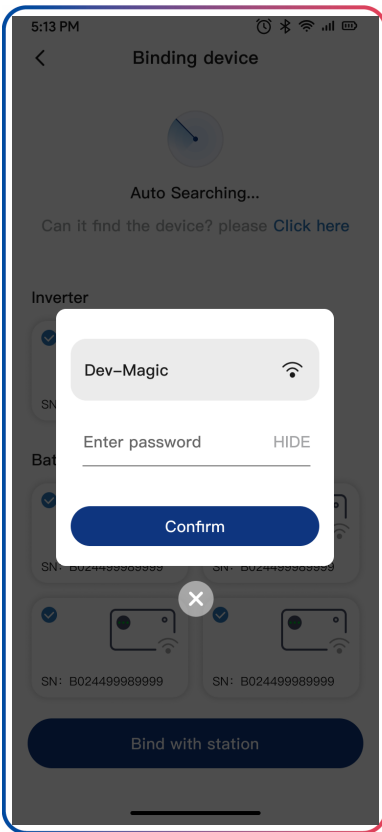 5:13 PM
Binding device
Auto Searching...
Can it find the device? please Click here
Inverter
SN
Dev-Magic
Enter password HIDE
Bat
Confirm
SN: B024499989999 SN: B024499989999
SN: B024499989999 SN: B024499989999
Bind with station